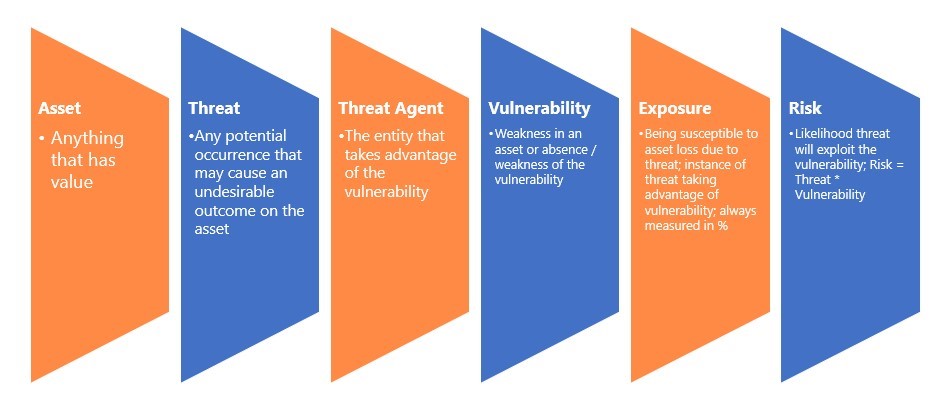 Asset
• Anything
that has
value
Threat
•Any potential
occurrence that
may cause an
undesirable
outcome on the
asset
Threat Agent
•The entity that
takes advantage
of the
vulnerability
Vulnerability
•Weakness in an
asset or absence /
weakness of the
vulnerability
Exposure
•Being susceptible to
asset loss due to
threat; instance of
threat taking
advantage of
vulnerability; always
measured in %
Risk
•Likelihood threat
will exploit the
vulnerability; Risk =
Threat *
Vulnerability